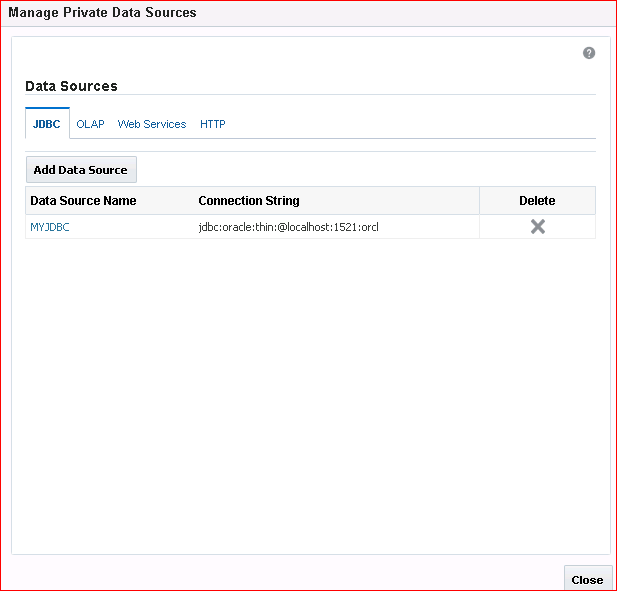 Manage Private Data Sources
?
Data Sources
JDBC OLAP Web Services HTTP
Add Data Source
Data Source Name Connection String Delete
MYJDBC jdbc:oracle:thin:@localhost:1521:orcl
Close